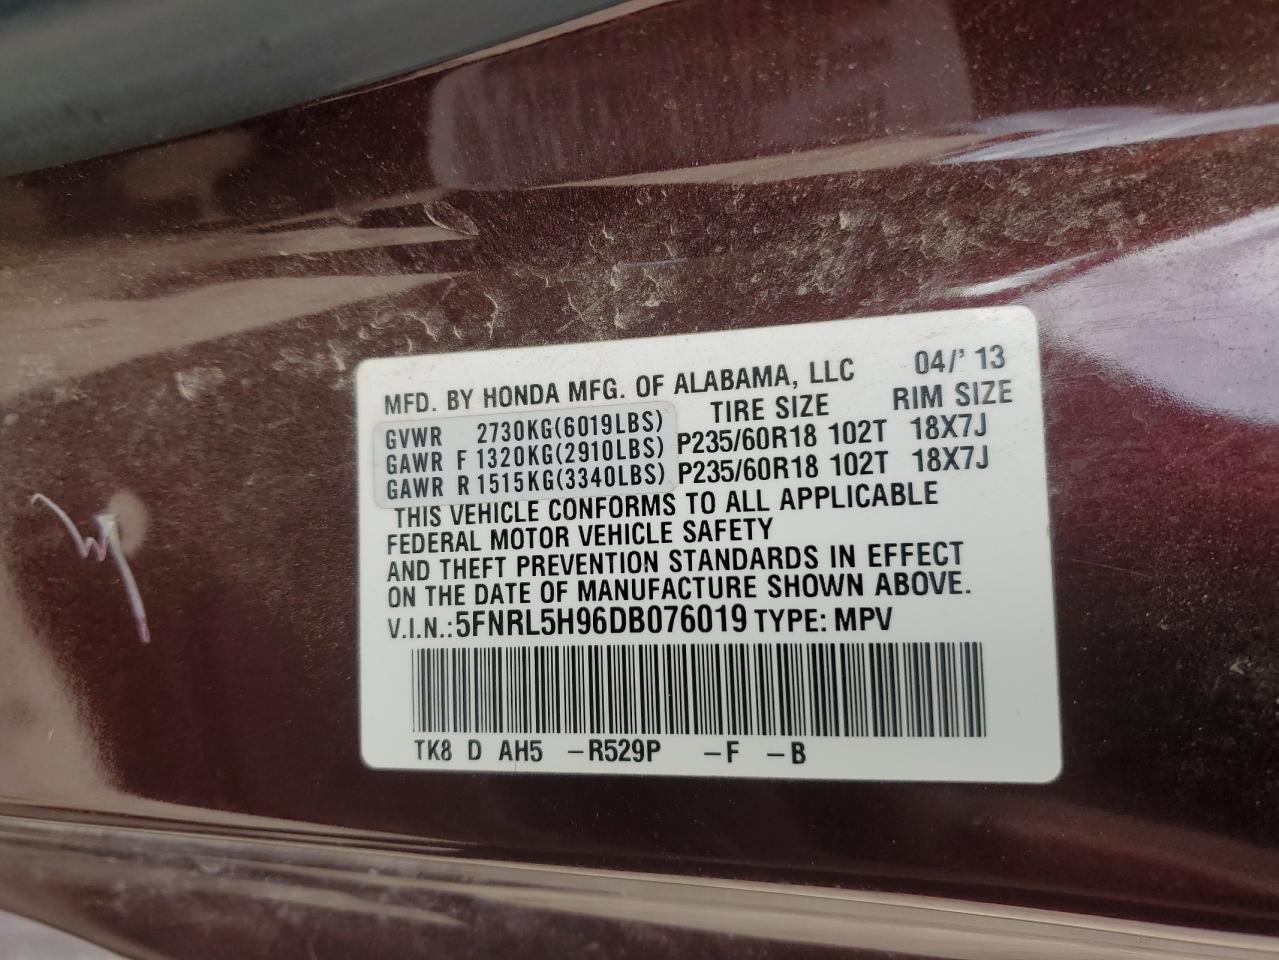 MFD. BY HONDA MFG. OF ALABAMA, LLC 04/' 13
TIRE SIZE RIM SIZE
GVWR 2730KG(6019LBS)
GAWR F 1320KG(2910LBS) P235/60R18 102T 18X7J
GAWR R 1515KG(3340LBS) P235/60R18 102T 18X7J
THIS VEHICLE CONFORMS TO ALL APPLICABLE
FEDERAL MOTOR VEHICLE SAFETY
AND THEFT PREVENTION STANDARDS IN EFFECT
ON THE DATE OF MANUFACTURE SHOWN ABOVE.
V.I.N.: 5FNRL5H96DB076019 TYPE: MPV
TK8 D AH5 –R529P –F –B